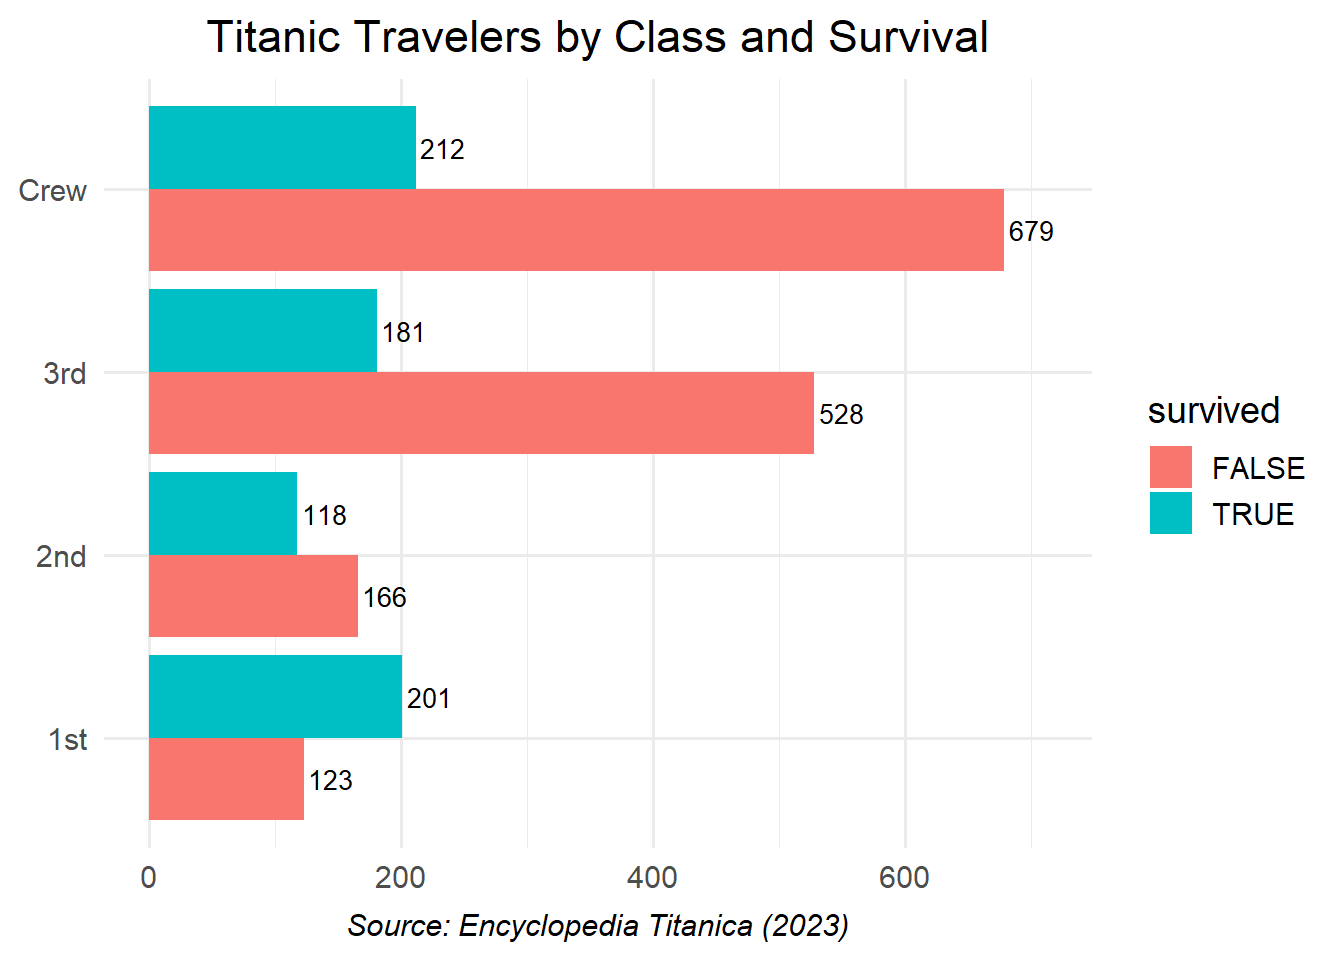 Titanic Travelers by Class and Survival
Crew
212
679
3rd
181
528
2nd
118
166
1st
201
123
0 200 400 600
Source: Encyclopedia Titanica (2023)
survived
FALSE
TRUE